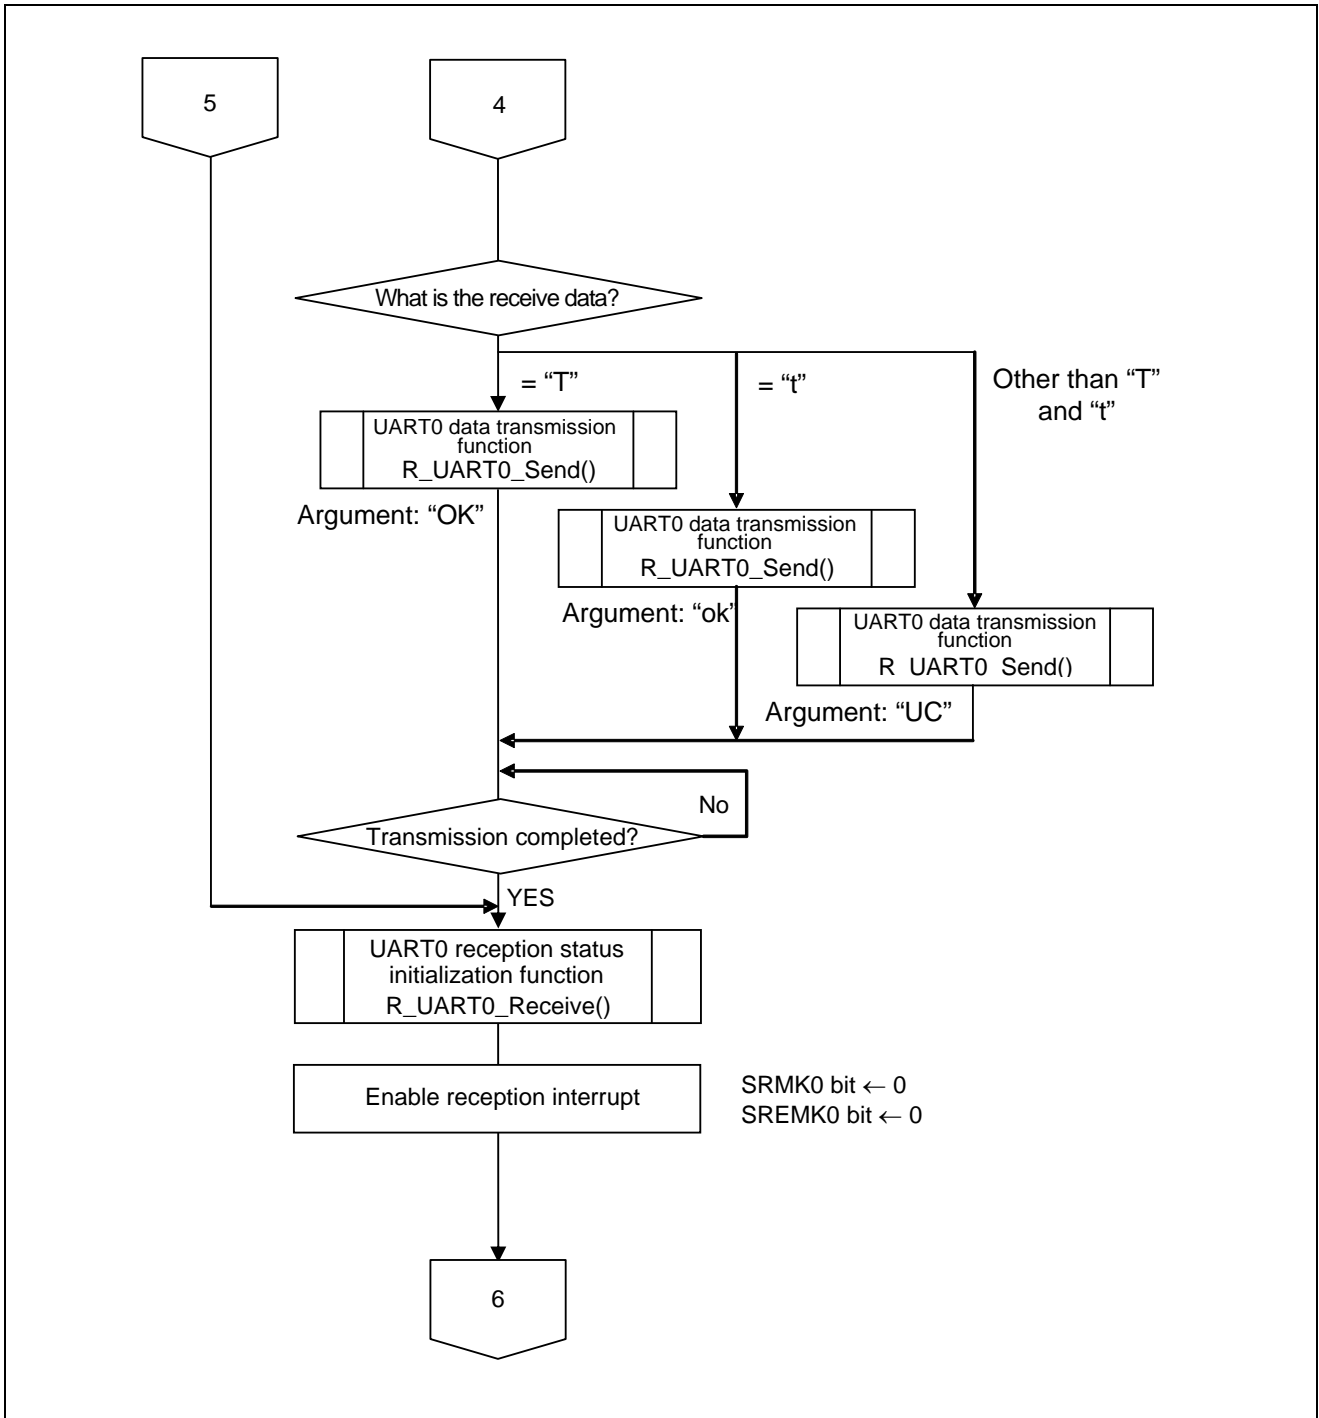 5
4
What is the receive data?
= “T”
= “t”
Other than “T”
and “t”
UART0 data transmission
function
R_UART0_Send()
Argument: “OK”
UART0 data transmission
function
R_UART0_Send()
Argument: “ok”
UART0 data transmission
function
R_UART0_Send()
Argument: “UC”
No
Transmission completed?
YES
UART0 reception status
initialization function
R_UART0_Receive()
Enable reception interrupt
SRMK0 bit ← 0
SREMK0 bit ← 0
6